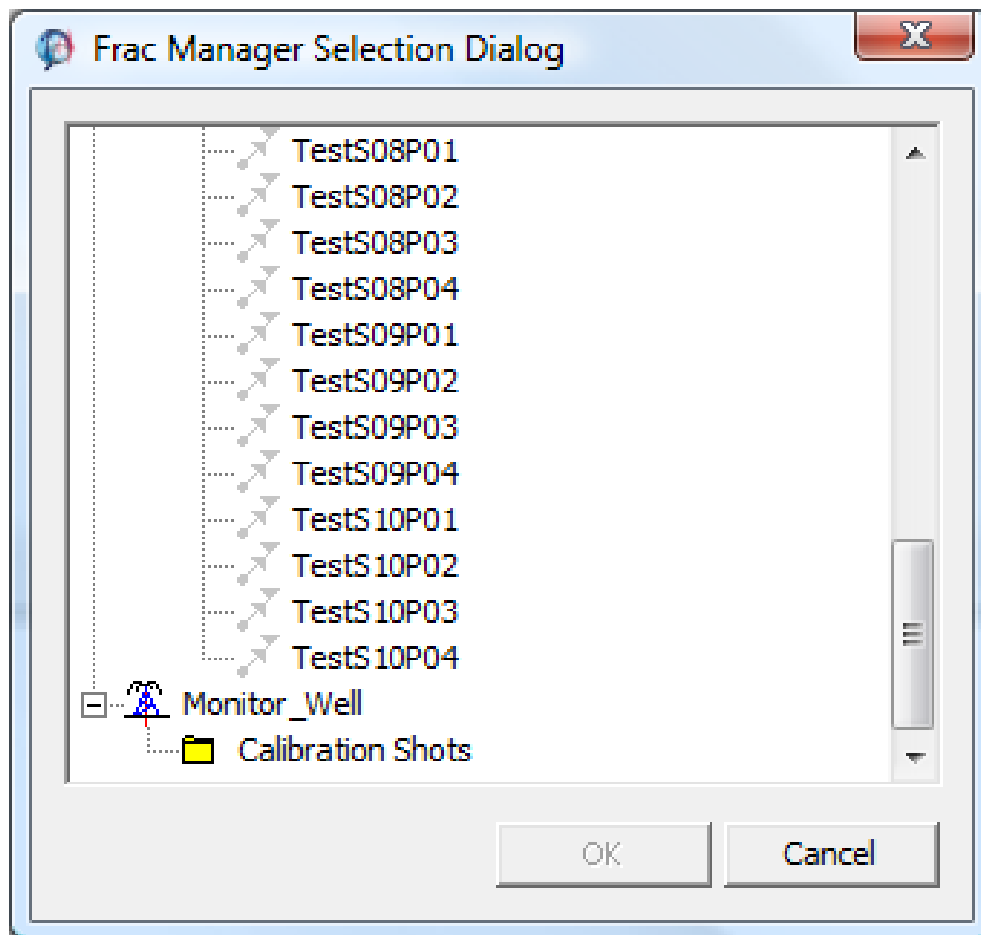 Frac Manager Selection Dialog
TestS08P01
TestS08P02
TestS08P03
TestS08P04
TestS09P01
TestS09P02
TestS09P03
TestS09P04
TestS10P01
TestS10P02
TestS10P03
TestS10P04
Monitor_Well
Calibration Shots
OK Cancel